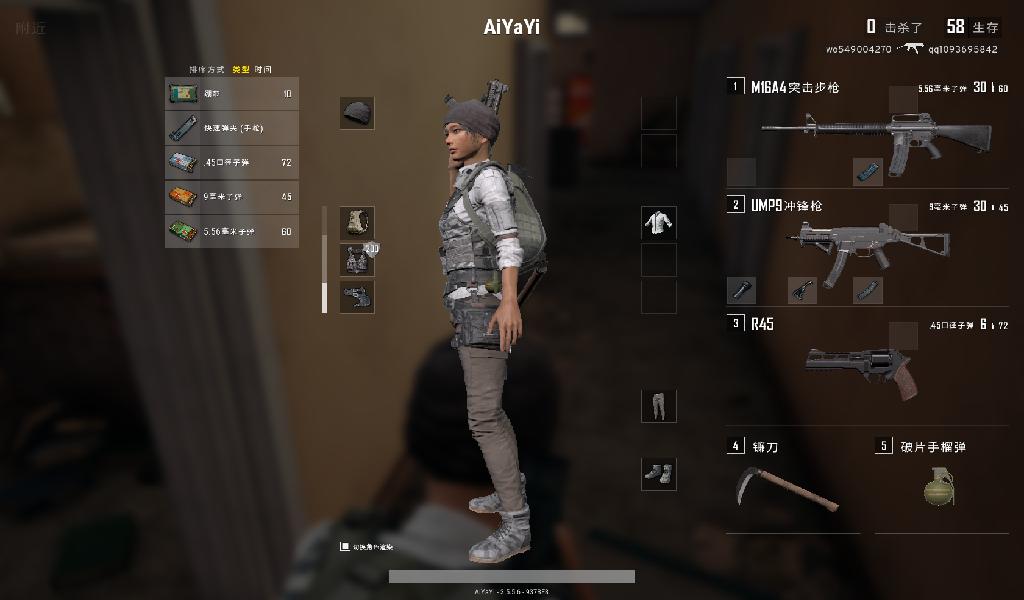 附近
AiYaYi
0 击杀了 58 生存
wo549004270 qq1093695842
排序方式 类型 时间
绷带 10
快速弹夹 (手枪)
.45口径子弹 72
9毫米子弹 45
5.56毫米子弹 60
200
1 M16A4突击步枪 5.56毫米子弹 30 / 60
2 UMP9冲锋枪 9毫米子弹 30 / 45
3 R45 .45口径子弹 6 / 72
4 镰刀
5 破片手榴弹